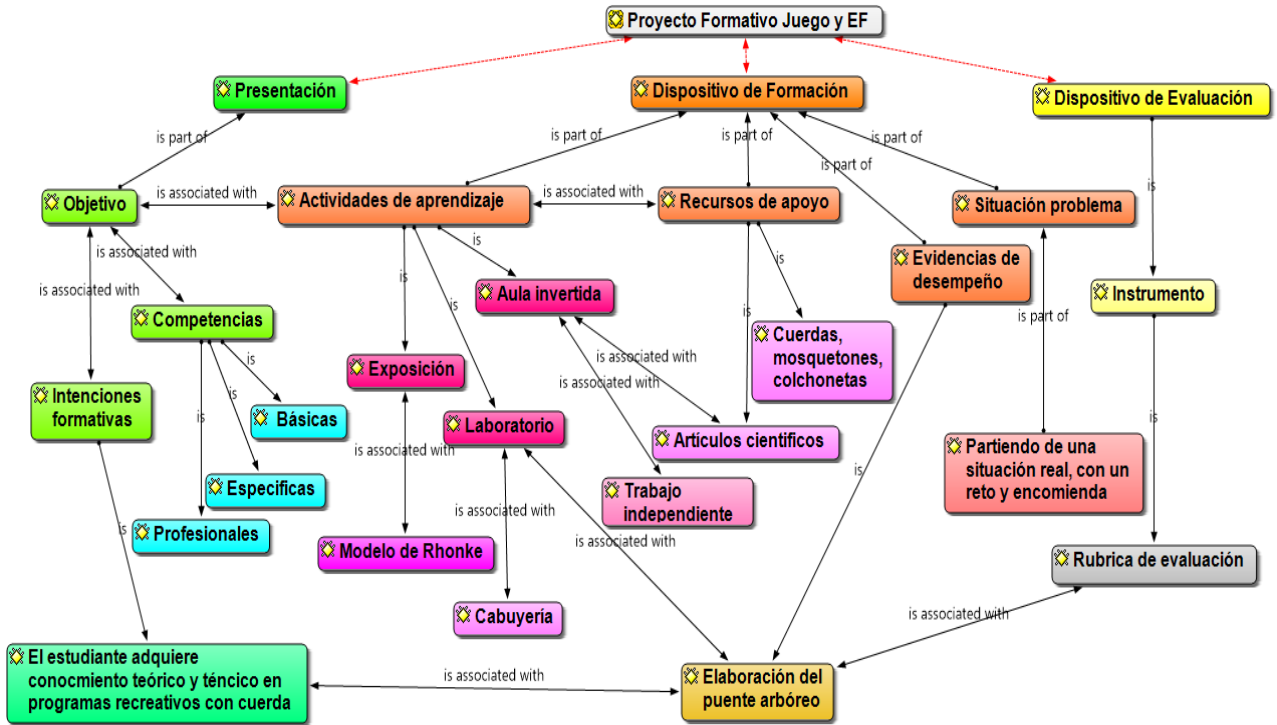 Proyecto Formativo Juego y EF
Presentación
Dispositivo de Formación
Dispositivo de Evaluación
is part of
is part of
is part of
is part of
is part of
is associated with
is associated with
Objetivo
Actividades de aprendizaje
Recursos de apoyo
Situación problema
is
is associated with
is
is
is
is
Evidencias de
desempeño
is associated with
Aula invertida
Instrumento
is
is part of
Competencias
Cuerdas,
mosquetones,
colchonetas
is associated with
is
is
Exposición
is associated with
Intenciones
formativas
is
Básicas
is
Laboratorio
is
Artículos cientificos
is associated with
Partiendo de una
situación real, con un
reto y encomienda
is
Especificas
Trabajo
independiente
is associated with
is
Profesionales
is associated with
Modelo de Rhonke
Rubrica de evaluación
Cabuyería
is associated with
El estudiante adquiere
conocmiento teórico y téncico en
programas recreativos con cuerda
is associated with
Elaboración del
puente arbóreo